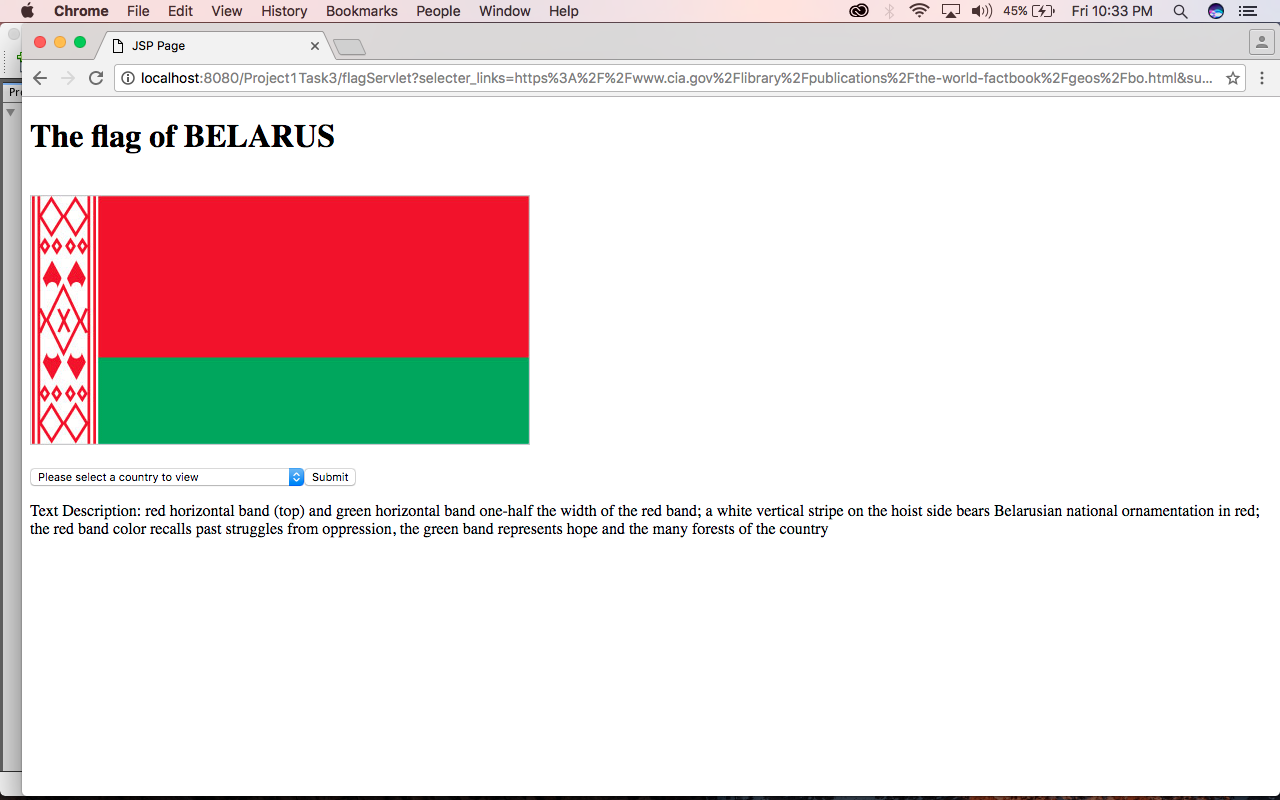 Chrome File Edit View History Bookmarks People Window Help 45% Fri 10:33 PM
JSP Page
localhost:8080/Project1Task3/flagServlet?selecter_links=https%3A%2F%2Fwww.cia.gov%2Flibrary%2Fpublications%2Fthe-world-factbook%2Fgeos%2Fbo.html&su...
Pr
The flag of BELARUS
Please select a country to view Submit
Text Description: red horizontal band (top) and green horizontal band one-half the width of the red band; a white vertical stripe on the hoist side bears Belarusian national ornamentation in red;
the red band color recalls past struggles from oppression, the green band represents hope and the many forests of the country